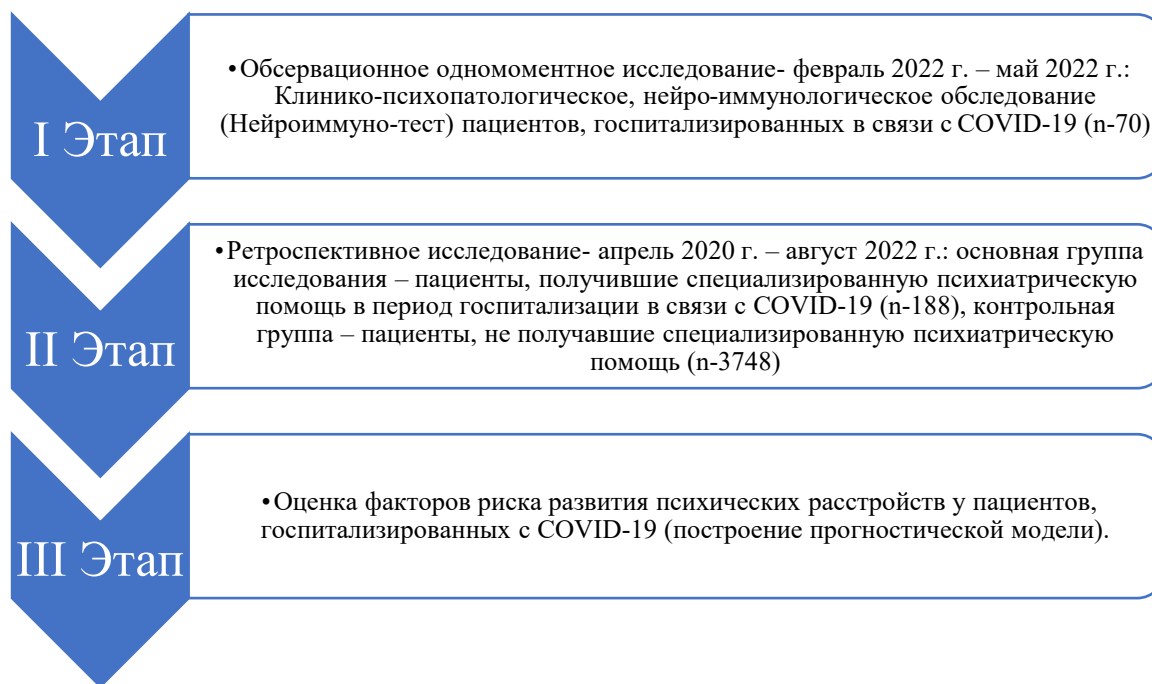 I Этап
•Обсервационное одномоментное исследование- февраль 2022 г. – май 2022 г.:
Клинико-психопатологическое, нейро-иммунологическое обследование
(Нейроиммуно-тест) пациентов, госпитализированных в связи с COVID-19 (n-70)
II Этап
•Ретроспективное исследование- апрель 2020 г. – август 2022 г.: основная группа
исследования – пациенты, получившие специализированную психиатрическую
помощь в период госпитализации в связи с COVID-19 (n-188), контрольная
группа – пациенты, не получавшие специализированную психиатрическую
помощь (n-3748)
III Этап
•Оценка факторов риска развития психических расстройств у пациентов,
госпитализированных с COVID-19 (построение прогностической модели).